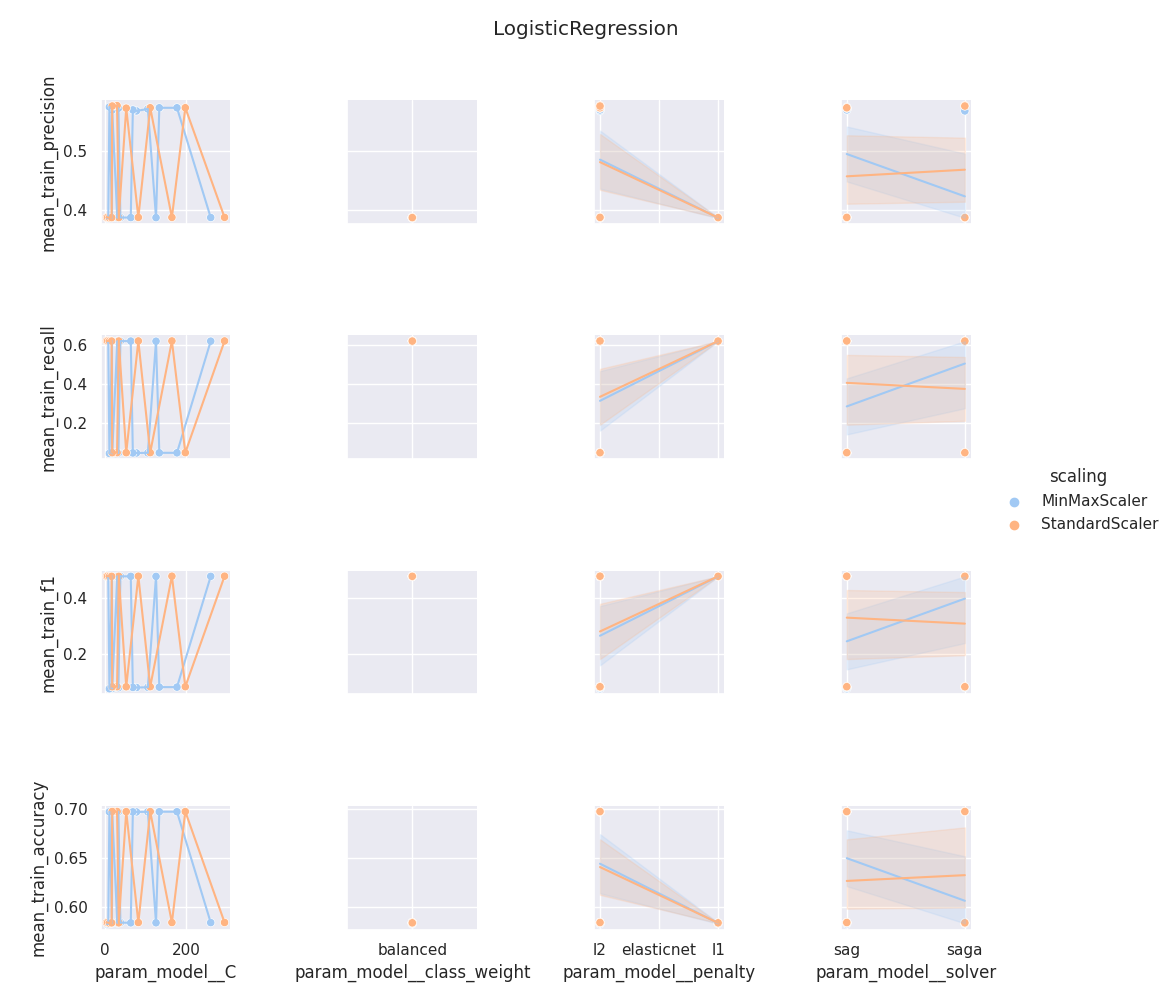 LogisticRegression
mean_train_precision
0.5
0.4
mean_train_recall
0.6
0.4
0.2
mean_train_f1
0.4
0.2
mean_train_accuracy
0.70
0.65
0.60
0 200
param_model__C
balanced
param_model__class_weight
l2 elasticnet l1
param_model__penalty
sag saga
param_model__solver
scaling
MinMaxScaler
StandardScaler